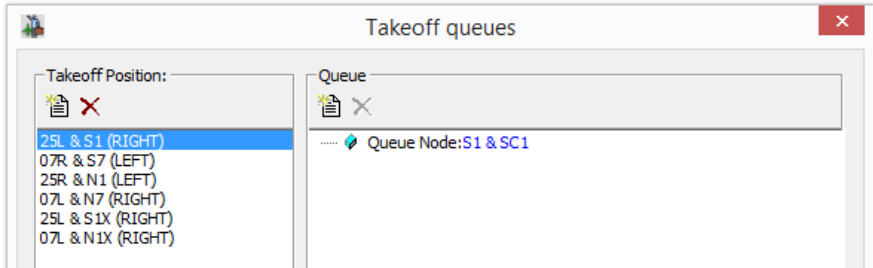 Takeoff queues
Takeoff Position:
25L & S1 (RIGHT)
07R & S7 (LEFT)
25R & N1 (LEFT)
07L & N7 (RIGHT)
25L & S1X (RIGHT)
07L & N1X (RIGHT)
Queue
Queue Node:S1 & SC1